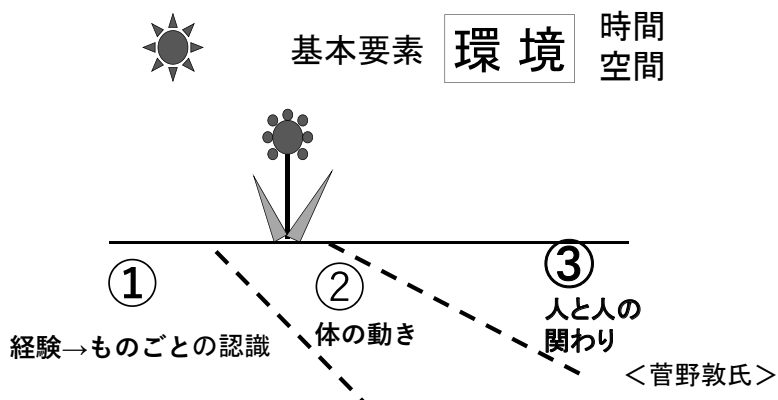 基本要素
環 境
時間
空間
①
経験→ものごとの認識
②
体の動き
③
人と人の
関わり
＜菅野敦氏＞